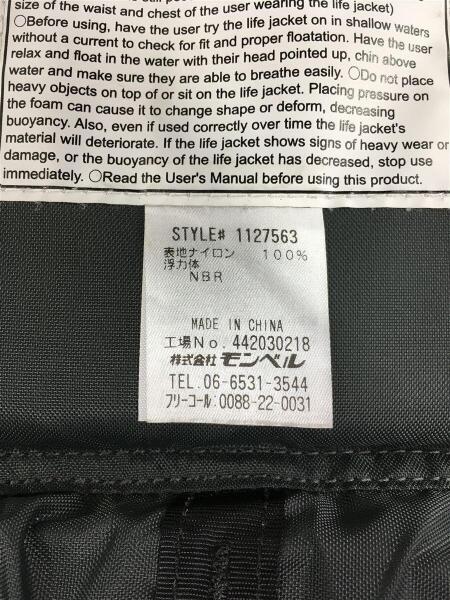 size of the waist and chest of the user wearing the life jacket)
○Before using, have the user try the life jacket on in shallow waters
without a current to check for fit and proper floatation. Have the user
relax and float in the water with their head pointed up, chin above
water and make sure they are able to breathe easily. ○Do not place
heavy objects on top of or sit on the life jacket. Placing pressure on
the foam can cause it to change shape or deform, decreasing
buoyancy. Also, even if used correctly over time the life jacket's
material will deteriorate. If the life jacket shows signs of heavy wear or
damage, or the buoyancy of the life jacket has decreased, stop use
immediately. ○Read the User's Manual before using this product.
STYLE# 1127563
表地ナイロン 100%
浮力体
NBR
MADE IN CHINA
工場No. 442030218
株式会社 モンベル
TEL. 06-6531-3544
フリーコール: 0088-22-0031